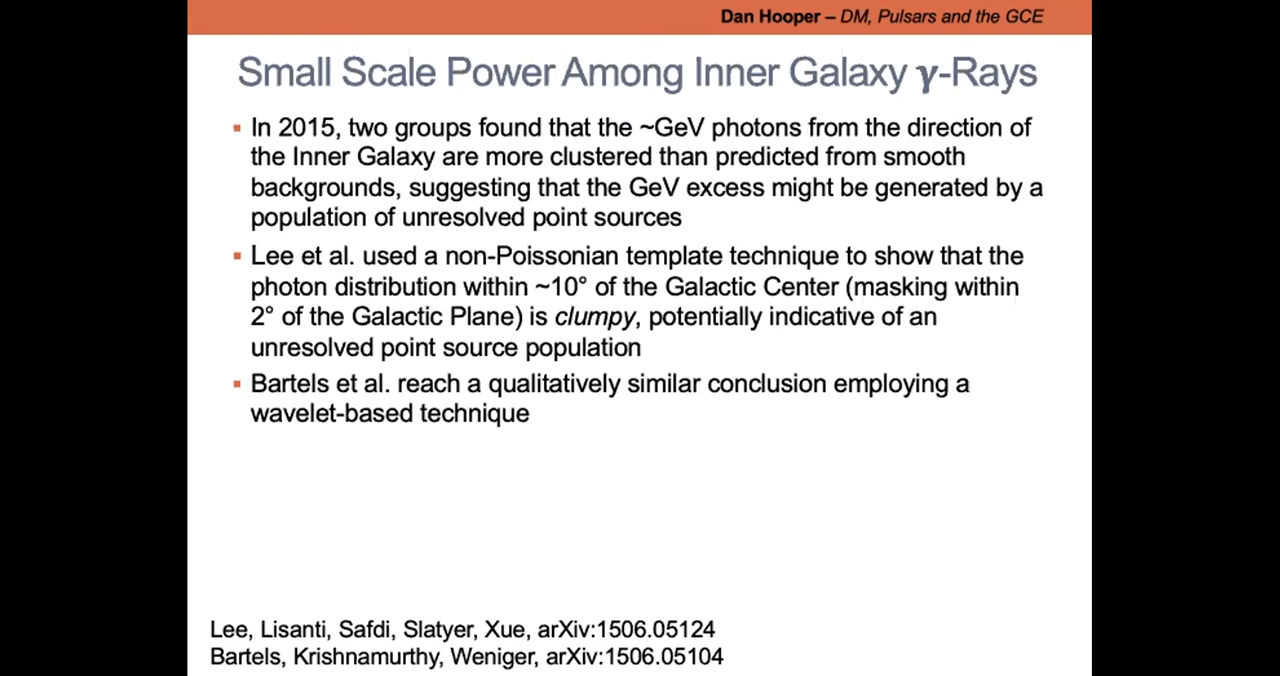 Dan Hooper – DM, Pulsars and the GCE
Small Scale Power Among Inner Galaxy γ-Rays
▪ In 2015, two groups found that the ~GeV photons from the direction of
the Inner Galaxy are more clustered than predicted from smooth
backgrounds, suggesting that the GeV excess might be generated by a
population of unresolved point sources
▪ Lee et al. used a non-Poissonian template technique to show that the
photon distribution within ~10° of the Galactic Center (masking within
2° of the Galactic Plane) is clumpy, potentially indicative of an
unresolved point source population
▪ Bartels et al. reach a qualitatively similar conclusion employing a
wavelet-based technique
Lee, Lisanti, Safdi, Slatyer, Xue, arXiv:1506.05124
Bartels, Krishnamurthy, Weniger, arXiv:1506.05104